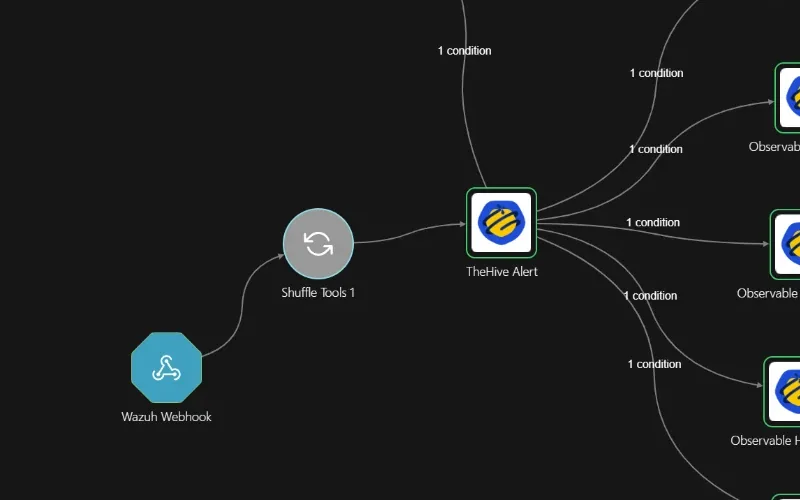 1 condition
1 condition
1 condition
Observab
1 condition
TheHive Alert
Shuffle Tools 1
Observable
1 condition
1 condition
Wazuh Webhook
Observable H